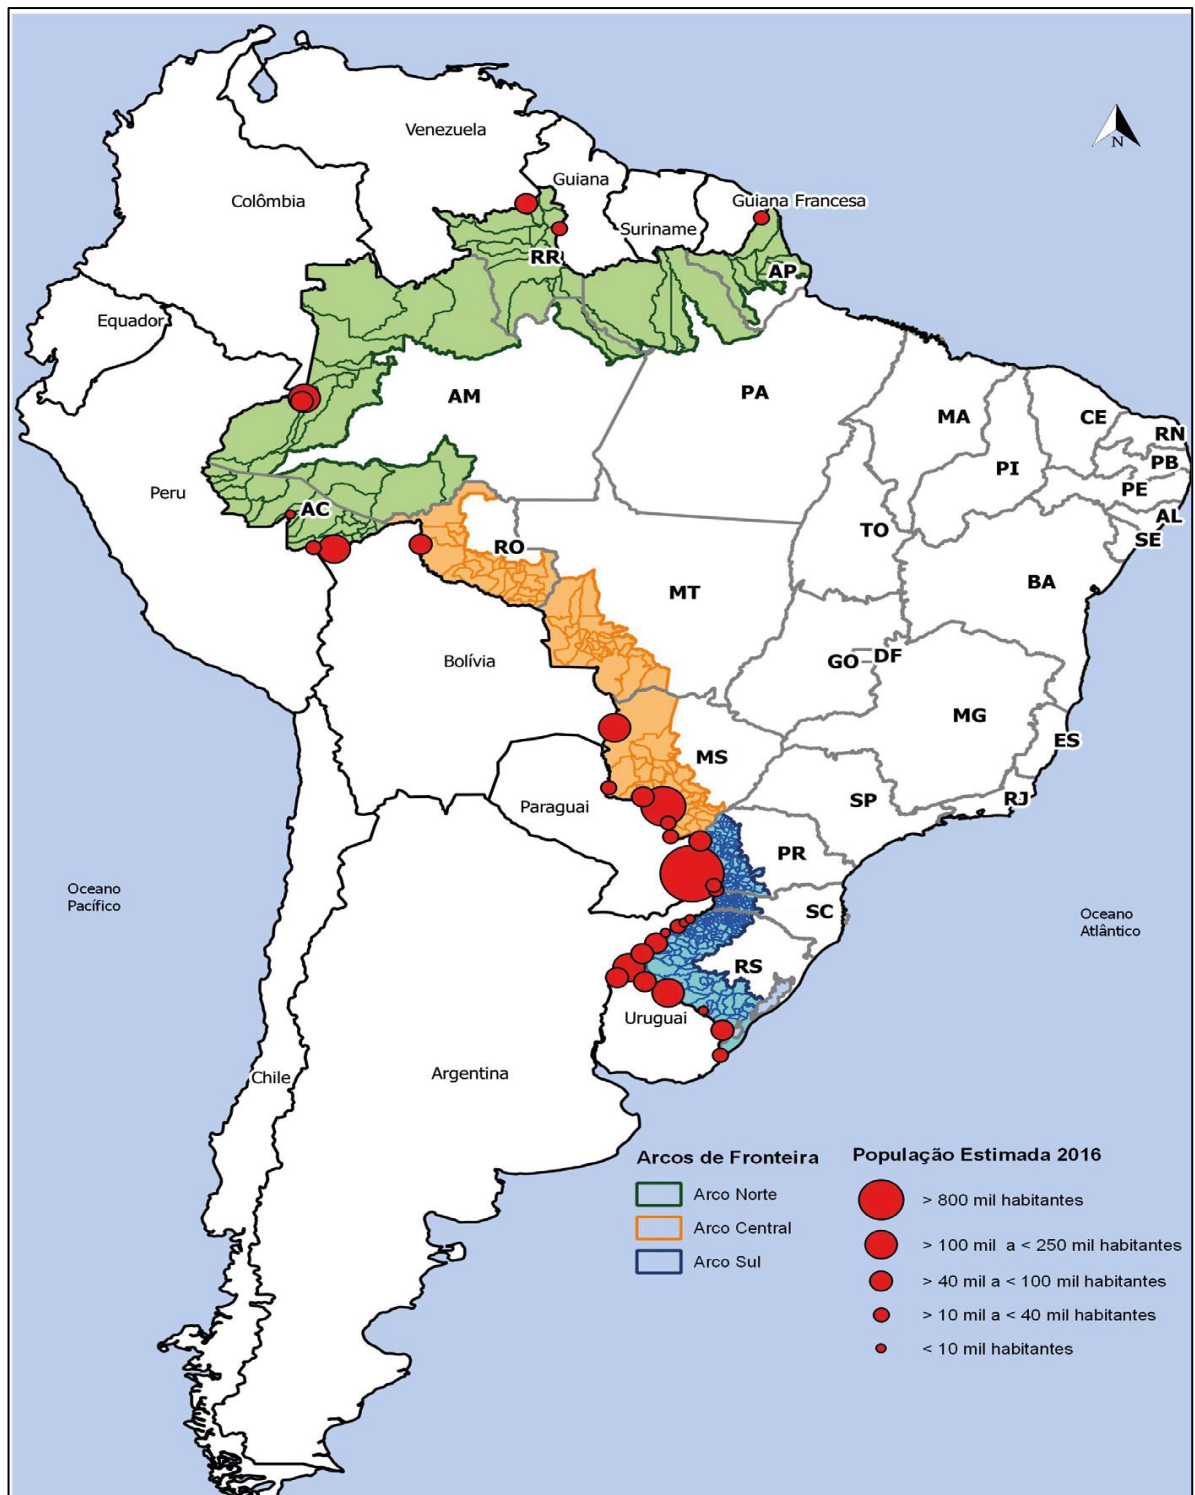 Venezuela
Guiana
Colômbia
Guiana Francesa
Suriname
N
RR
AP
Equador
AM
PA
MA
CE
RN
PB
PI
PE
AL
SE
Peru
AC
TO
RO
BA
MT
Bolívia
GO
DF
MG
ES
MS
Paraguai
SP
RJ
PR
Oceano
Pacífico
SC
Oceano
Atlântico
RS
Uruguai
Chile
Argentina
Arcos de Fronteira
Arco Norte
Arco Central
Arco Sul
População Estimada 2016
> 800 mil habitantes
> 100 mil a < 250 mil habitantes
> 40 mil a < 100 mil habitantes
> 10 mil a < 40 mil habitantes
< 10 mil habitantes